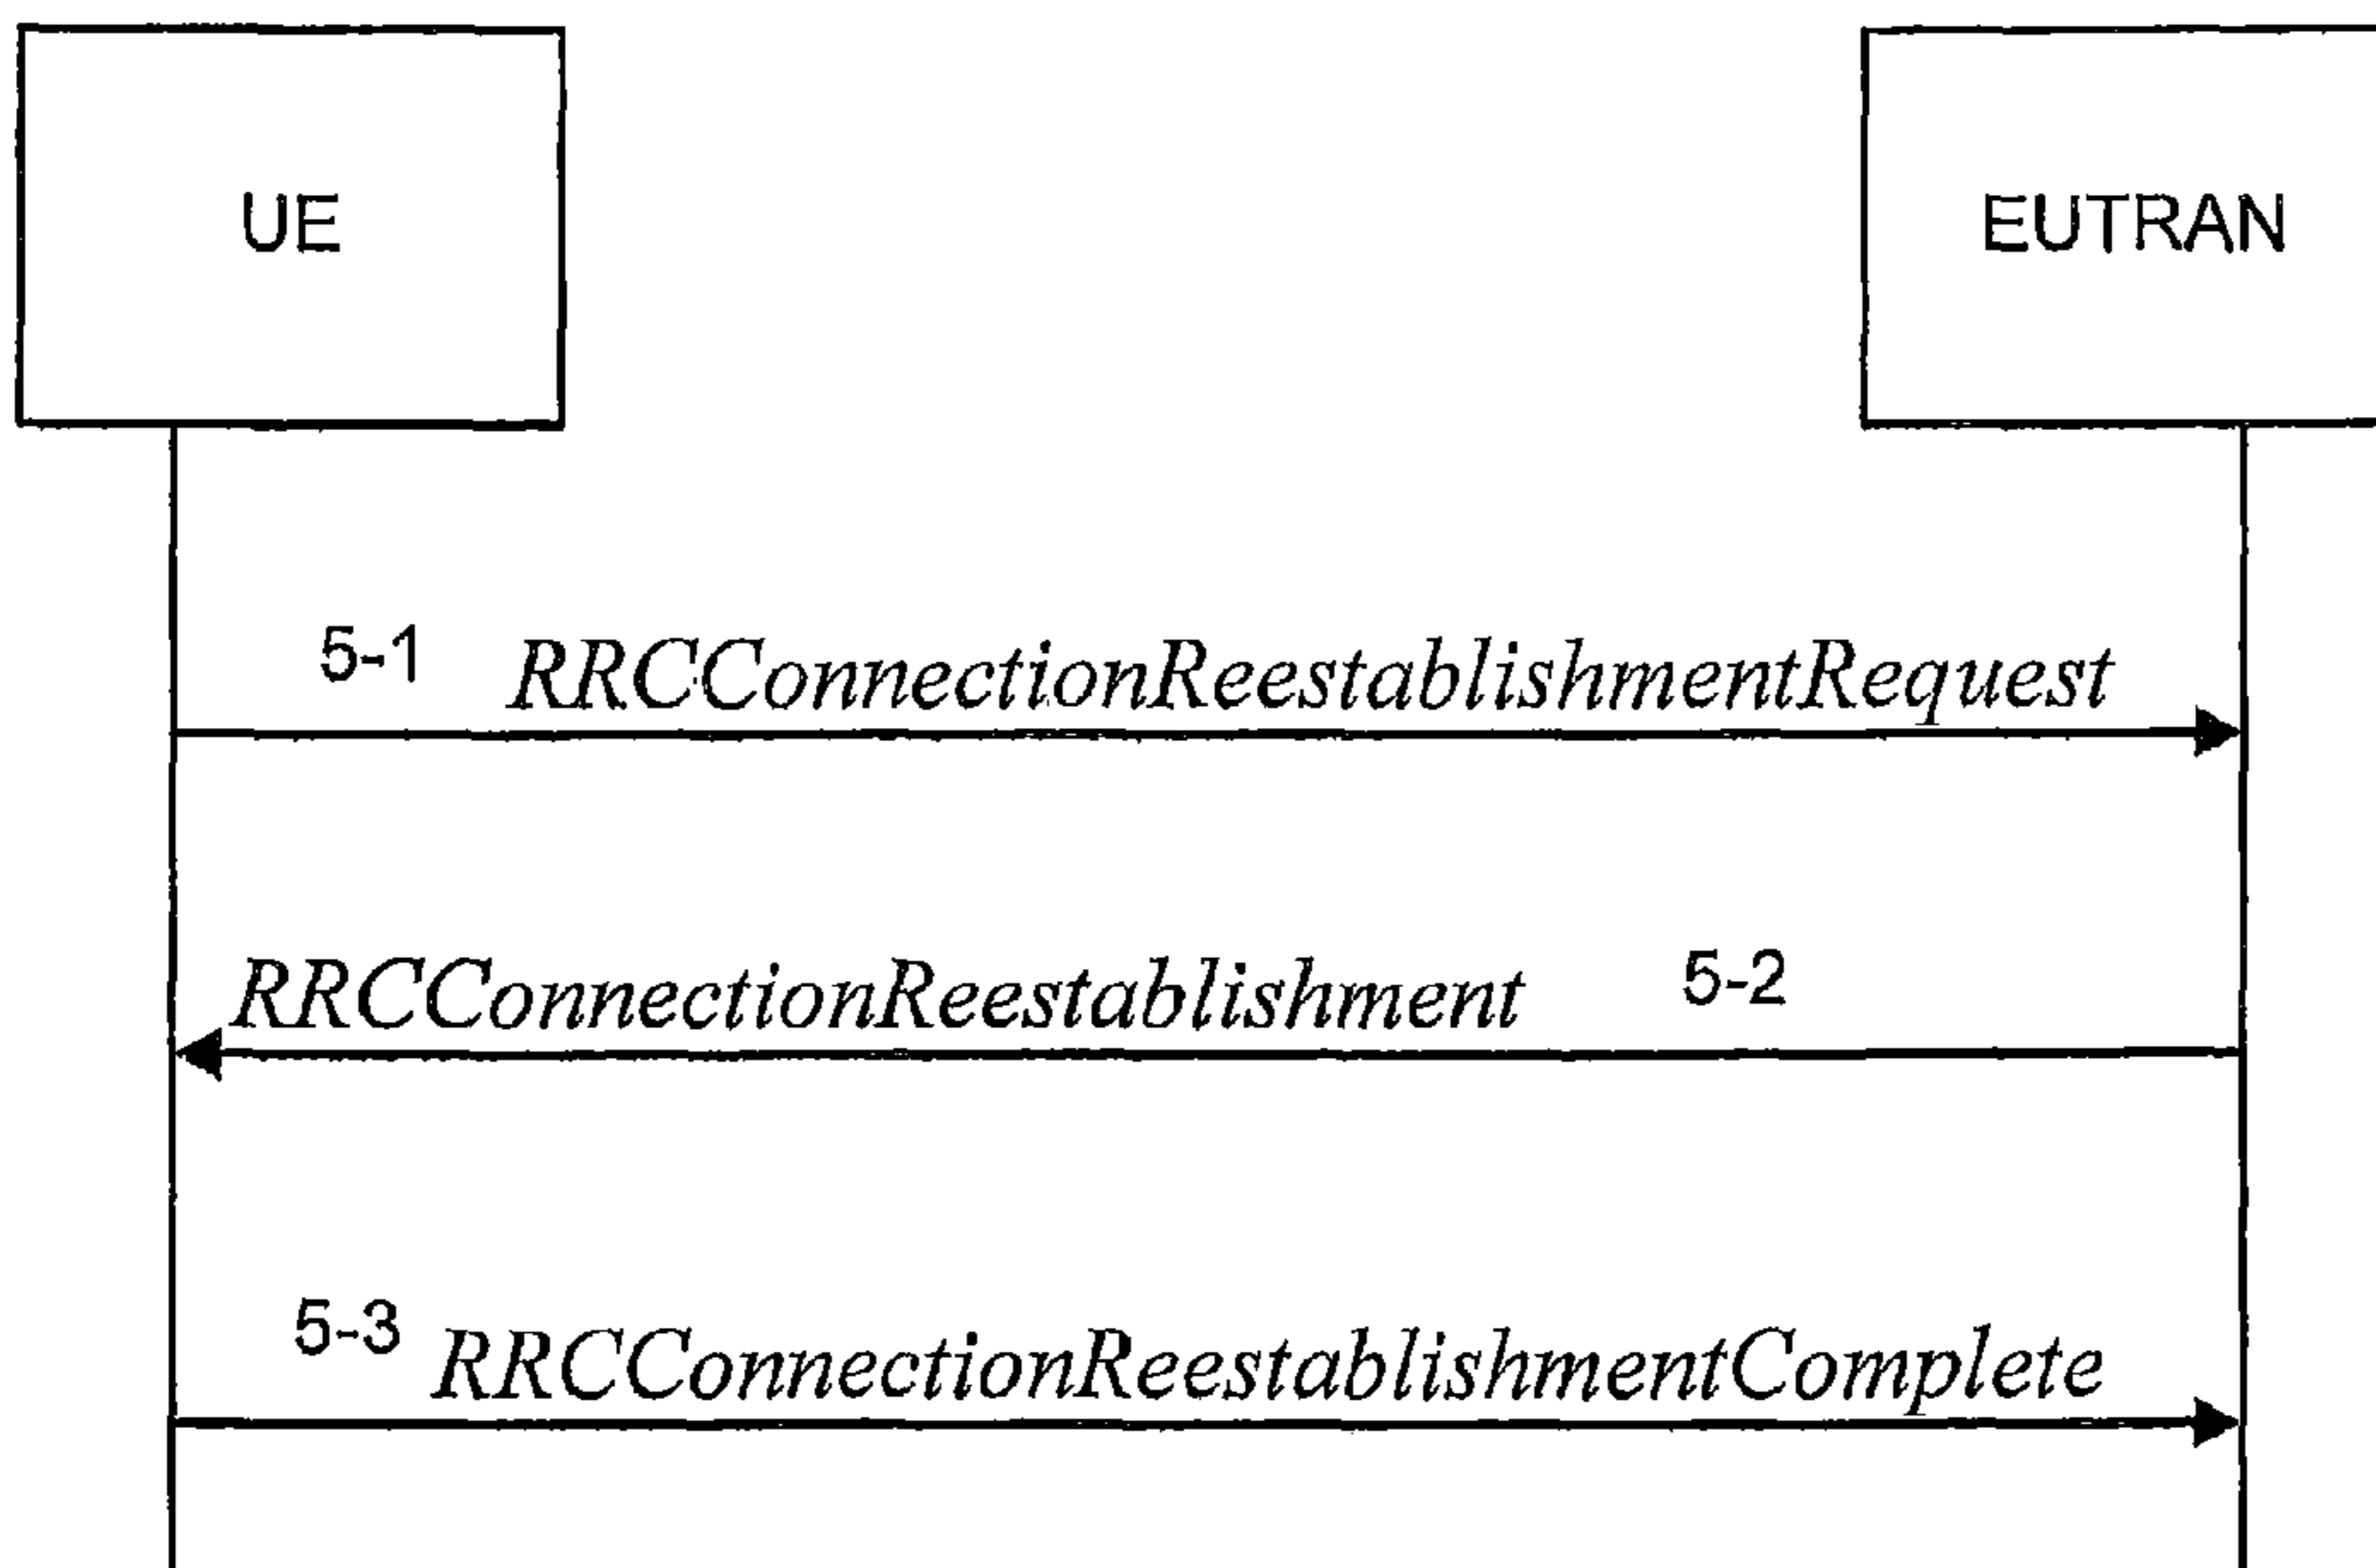 UE
EUTRAN
5-1 RRCConnectionReestablishmentRequest
RRCConnectionReestablishment 5-2
5-3 RRCConnectionReestablishmentComplete